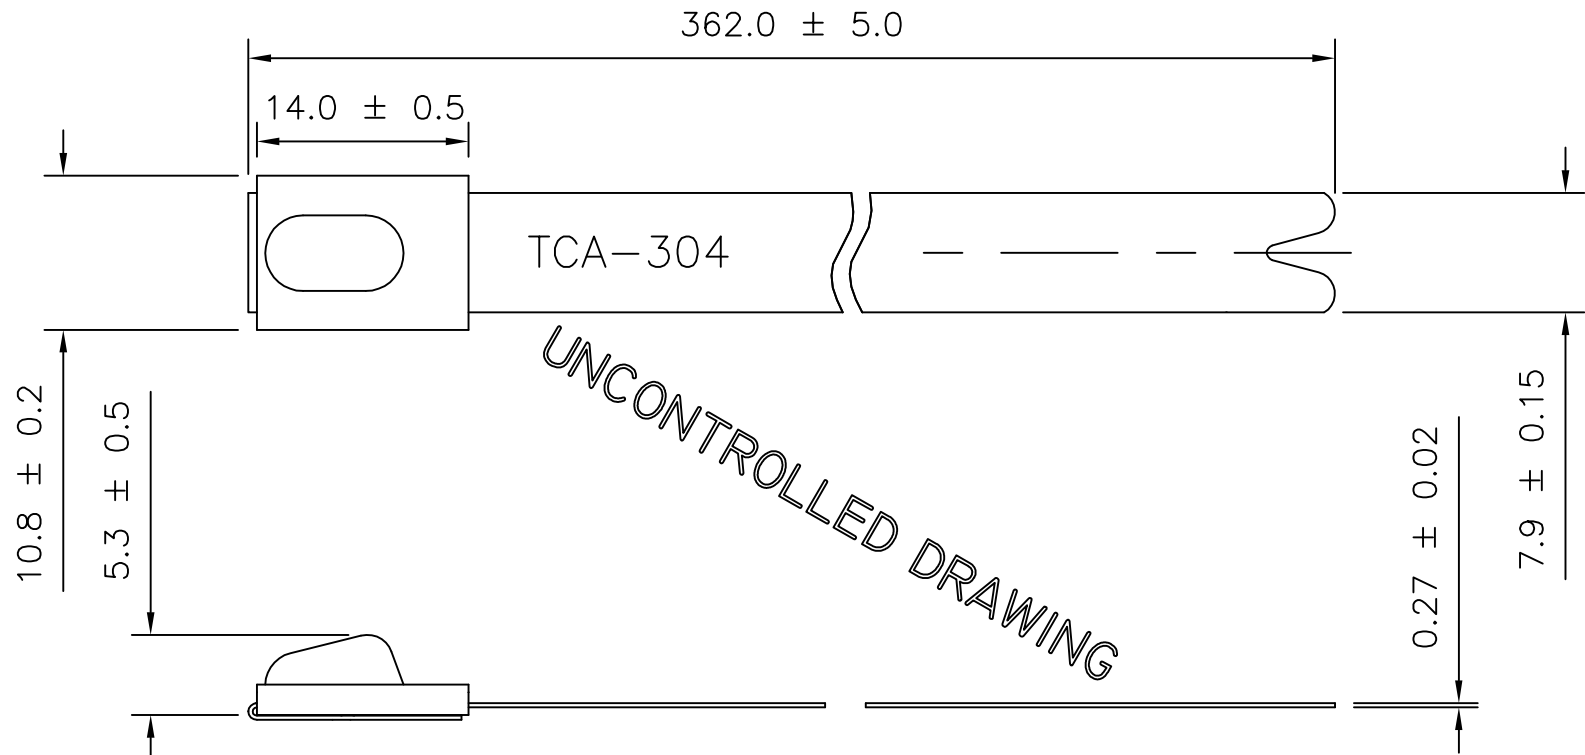 362.0 ± 5.0
14.0 ± 0.5
TCA-304
10.8 ± 0.2
5.3 ± 0.5
UNCONTROLLED DRAWING
0.27 ± 0.02
7.9 ± 0.15